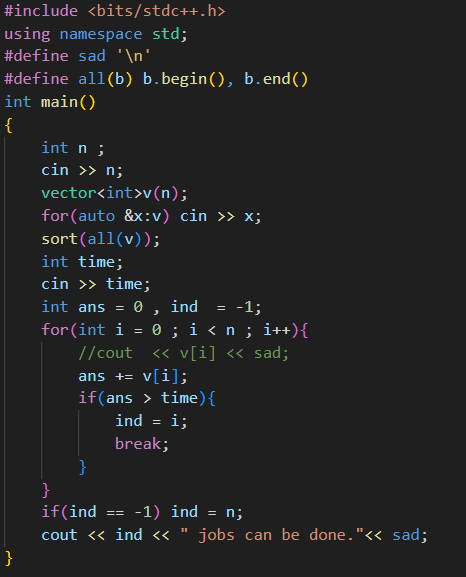 #include <bits/stdc++.h>
using namespace std;
#define sad '\n'
#define all(b) b.begin(), b.end()
int main()
{
    int n ;
    cin >> n;
    vector<int>v(n);
    for(auto &x:v) cin >> x;
    sort(all(v));
    int time;
    cin >> time;
    int ans = 0 , ind  = -1;
    for(int i = 0 ; i < n ; i++){
        //cout  << v[i] << sad;
        ans += v[i];
        if(ans > time){
            ind = i;
            break;
        }
    }
    if(ind == -1) ind = n;
    cout << ind << " jobs can be done."<< sad;
}